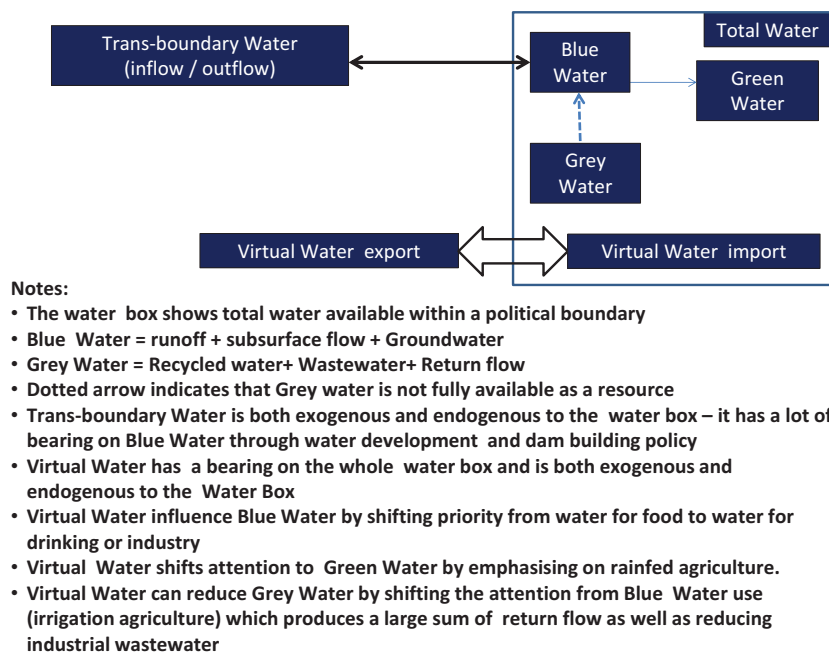 Total Water
Trans-boundary Water
(inflow / outflow)
Blue
Water
Green
Water
Grey
Water
Virtual Water export
Virtual Water import
Notes:
• The water box shows total water available within a political boundary
• Blue Water = runoff + subsurface flow + Groundwater
• Grey Water = Recycled water+ Wastewater+ Return flow
• Dotted arrow indicates that Grey water is not fully available as a resource
• Trans-boundary Water is both exogenous and endogenous to the water box – it has a lot of
bearing on Blue Water through water development and dam building policy
• Virtual Water has a bearing on the whole water box and is both exogenous and
endogenous to the Water Box
• Virtual Water influence Blue Water by shifting priority from water for food to water for
drinking or industry
• Virtual Water shifts attention to Green Water by emphasising on rainfed agriculture.
• Virtual Water can reduce Grey Water by shifting the attention from Blue Water use
(irrigation agriculture) which produces a large sum of return flow as well as reducing
industrial wastewater